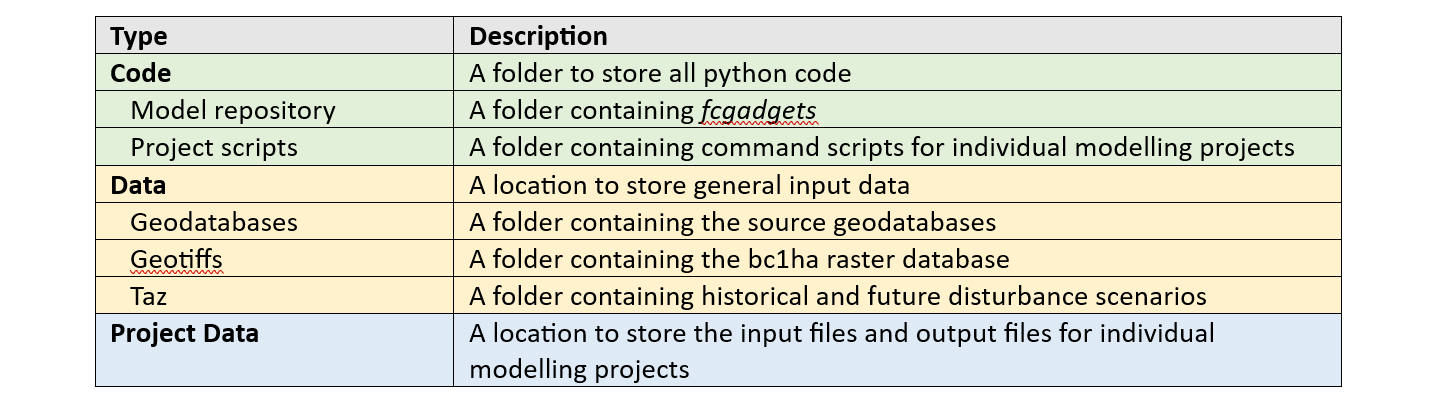 Type Description
Code A folder to store all python code
Model repository A folder containing fcgadgets
Project scripts A folder containing command scripts for individual modelling projects
Data A location to store general input data
Geodatabases A folder containing the source geodatabases
Geotiffs A folder containing the bc1ha raster database
Taz A folder containing historical and future disturbance scenarios
Project Data A location to store the input files and output files for individual
modelling projects